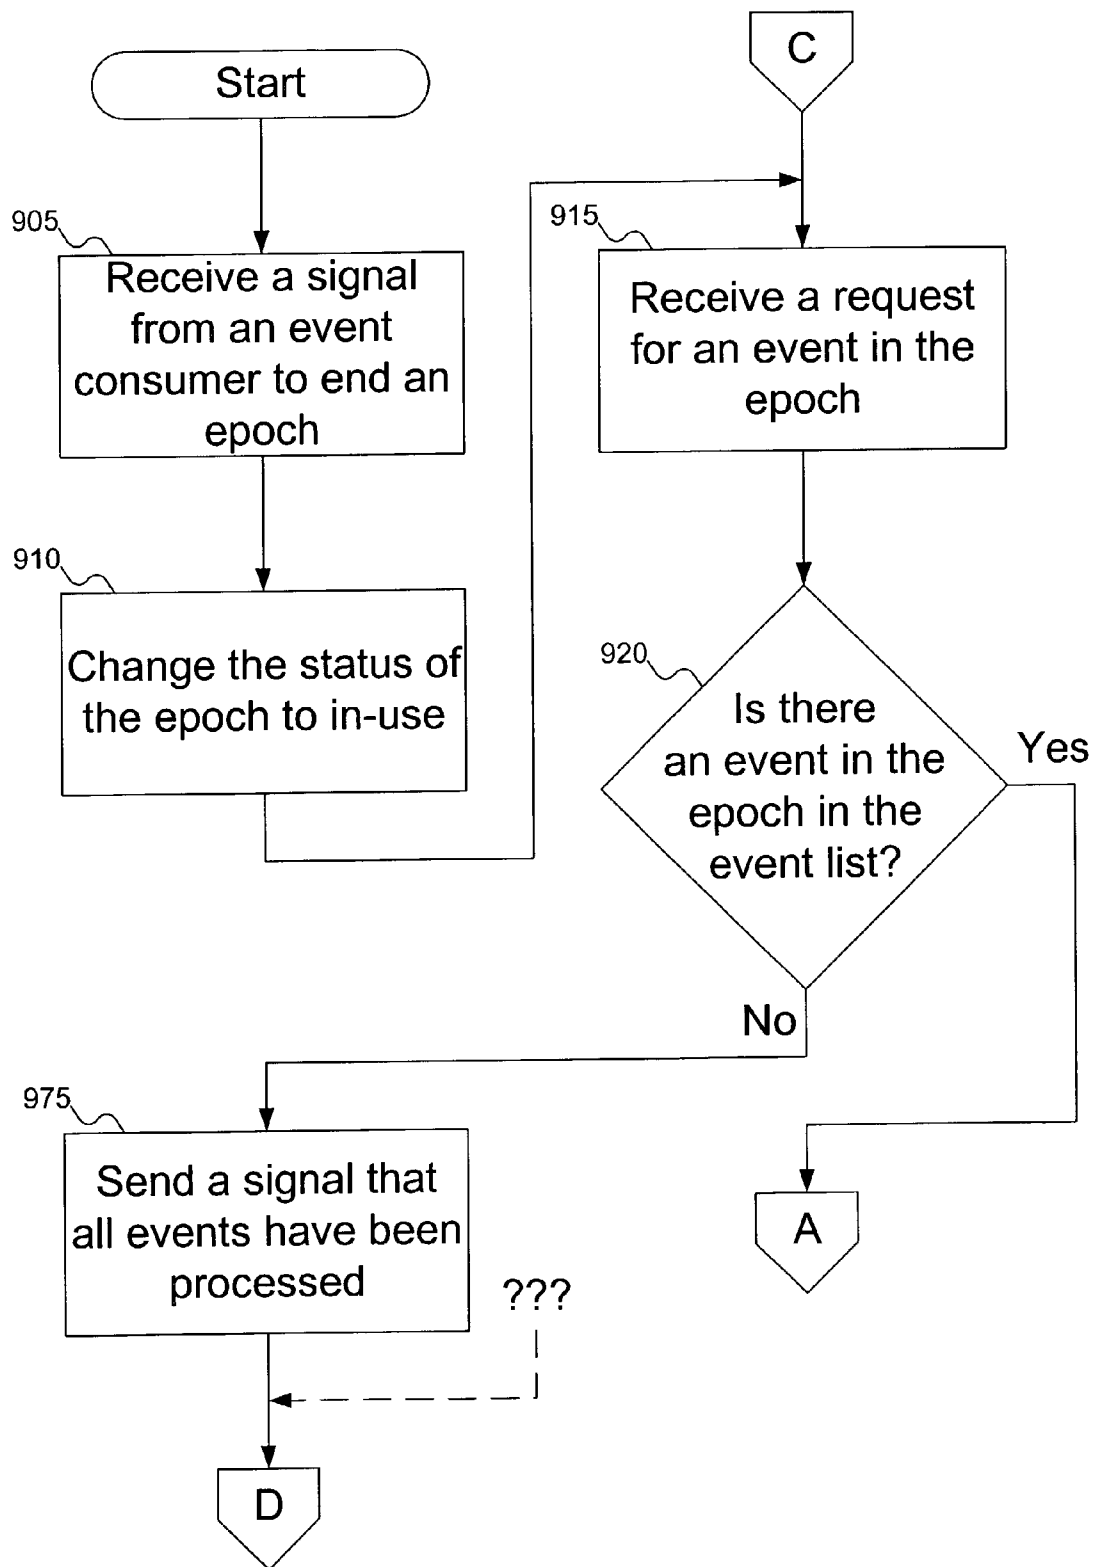 Start
905
Receive a signal
from an event
consumer to end an
epoch
910
Change the status of
the epoch to in-use
C
915
Receive a request
for an event in the
epoch
920
Is there
an event in the
epoch in the
event list?
Yes
No
975
Send a signal that
all events have been
processed
???
A
D